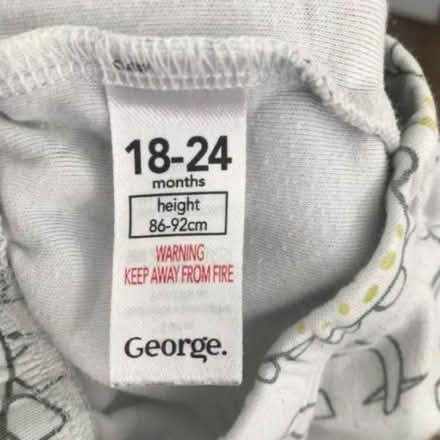 18-24
months
height
86-92cm
WARNING
KEEP AWAY FROM FIRE
George.